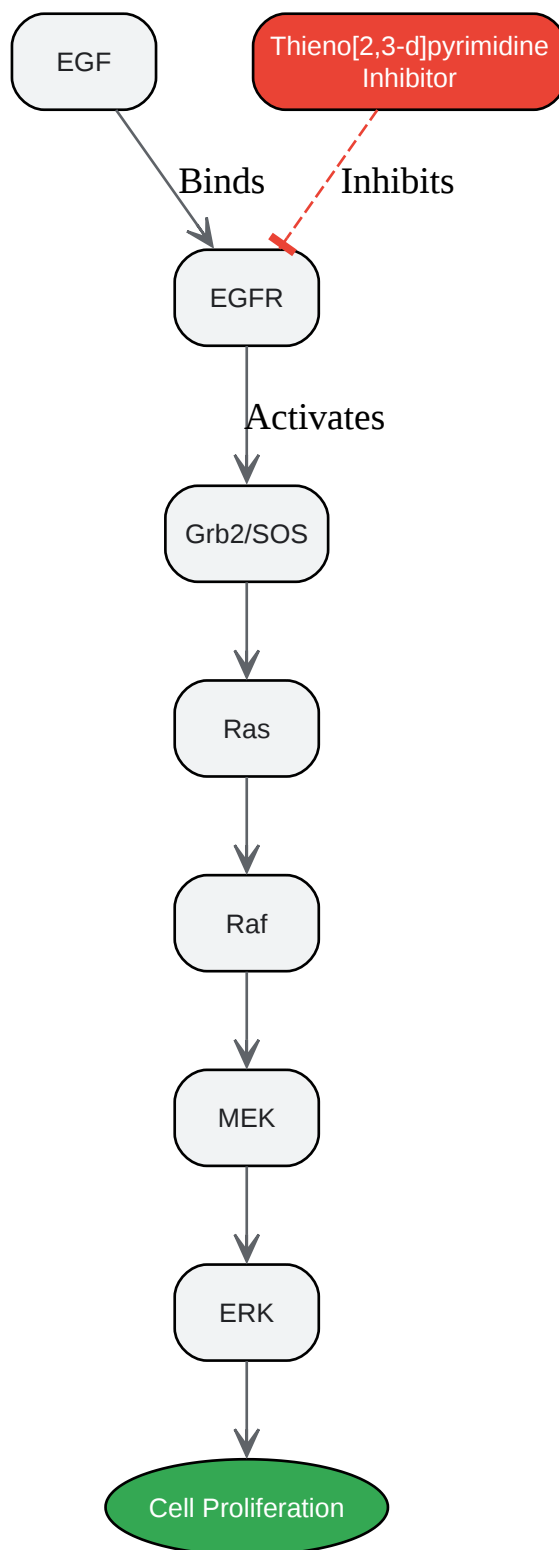 EGF
Thieno[2,3-d]pyrimidine
Inhibitor
Binds
Inhibits
EGFR
Activates
Grb2/SOS
Ras
Raf
MEK
ERK
Cell Proliferation